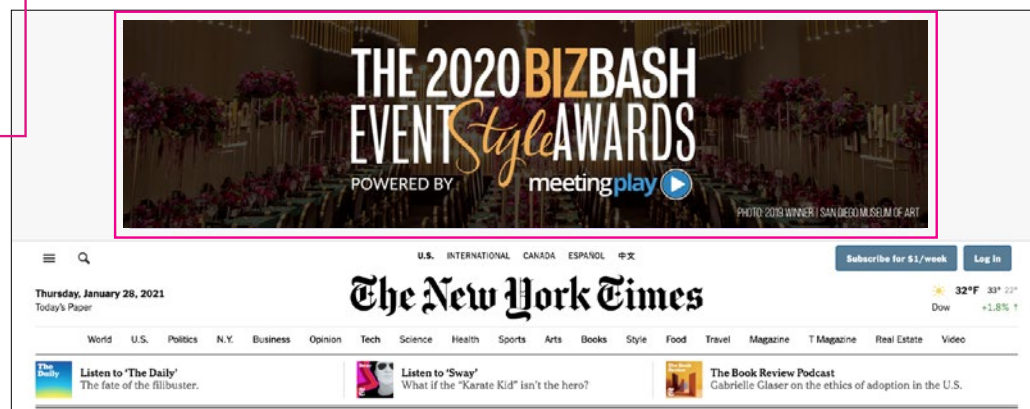 THE 2020 BIZBASH
EVENT Style AWARDS
POWERED BY meetingplay
PHOTO: 2019 WINNER | SAN DIEGO MUSEUM OF ART
U.S. INTERNATIONAL CANADA ESPAÑOL 中文
Subscribe for $1/week Log In
Thursday, January 28, 2021
Today's Paper
The New York Times
32°F 33° 22°
Dow +1.8% ↑
World U.S. Politics N.Y. Business Opinion Tech Science Health Sports Arts Books Style Food Travel Magazine T Magazine Real Estate Video
The
Daily
Listen to 'The Daily'
The fate of the filibuster.
Listen to 'Sway'
What if the "Karate Kid" isn't the hero?
The Book
Review
The Book Review Podcast
Gabrielle Glaser on the ethics of adoption in the U.S.